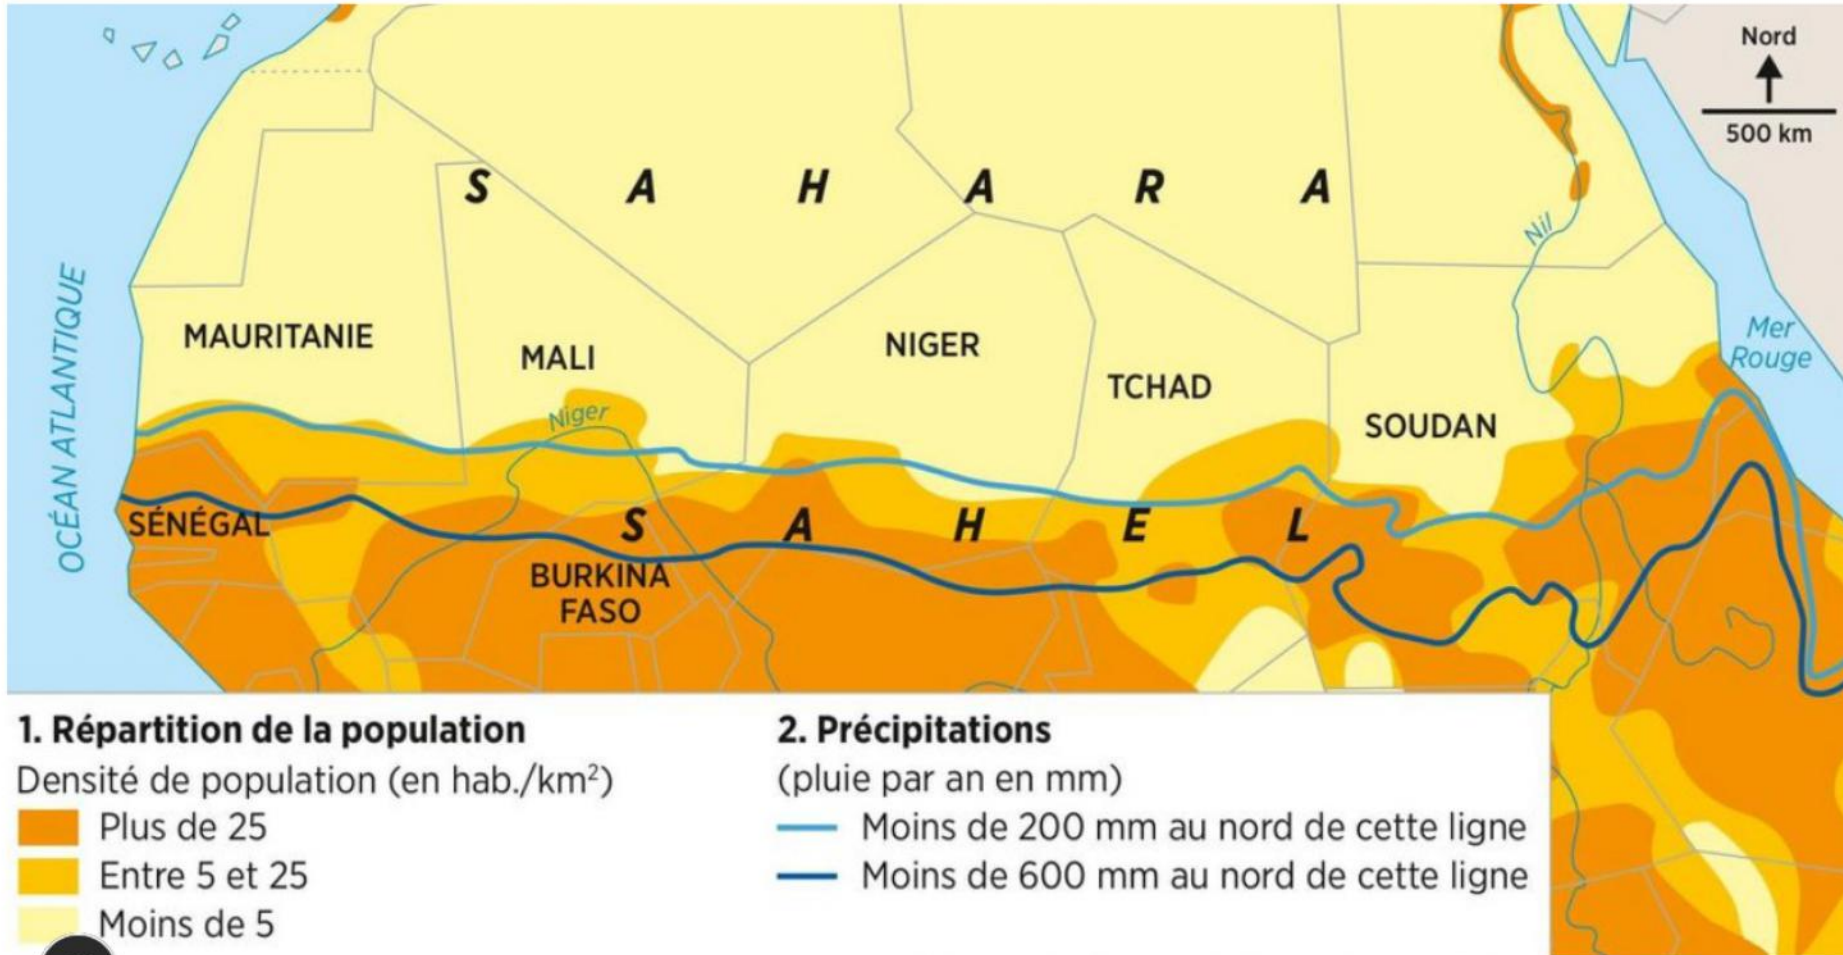 Nord
500 km
S A H A R A
Nil
OCÉAN ATLANTIQUE
MAURITANIE
MALI
NIGER
TCHAD
SOUDAN
Mer
Rouge
Niger
SÉNÉGAL
S A H E L
BURKINA
FASO
1. Répartition de la population
Densité de population (en hab./km²)
Plus de 25
Entre 5 et 25
Moins de 5
2. Précipitations
(pluie par an en mm)
Moins de 200 mm au nord de cette ligne
Moins de 600 mm au nord de cette ligne